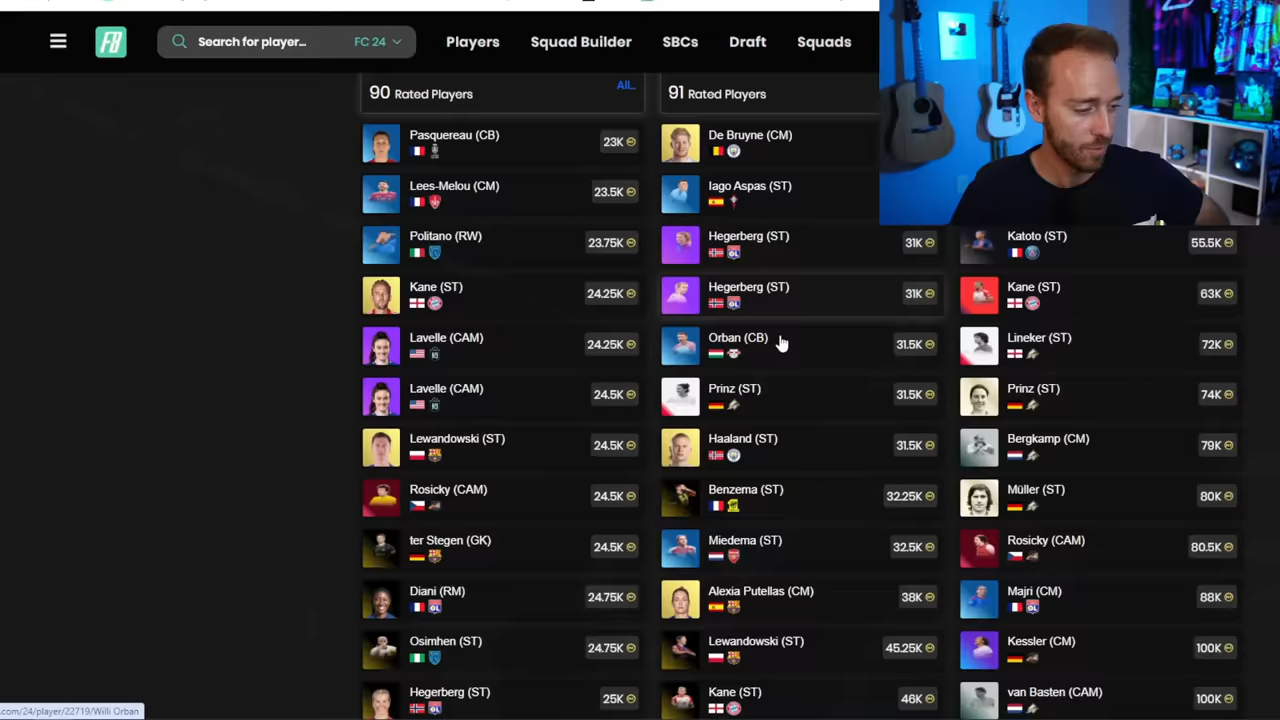 FB
Search for player...
FC 24
Players
Squad Builder
SBCs
Draft
Squads
90 Rated Players
All...
Pasquereau (CB)
23K
Lees-Melou (CM)
23.5K
Politano (RW)
23.75K
Kane (ST)
24.25K
Lavelle (CAM)
24.25K
Lavelle (CAM)
24.5K
Lewandowski (ST)
24.5K
Rosicky (CAM)
24.5K
ter Stegen (GK)
24.5K
Diani (RM)
24.75K
Osimhen (ST)
24.75K
Hegerberg (ST)
25K
91 Rated Players
De Bruyne (CM)
Iago Aspas (ST)
Hegerberg (ST)
31K
Hegerberg (ST)
31K
Orban (CB)
31.5K
Prinz (ST)
31.5K
Haaland (ST)
31.5K
Benzema (ST)
32.25K
Miedema (ST)
32.5K
Alexia Putellas (CM)
38K
Lewandowski (ST)
45.25K
Kane (ST)
46K
Katoto (ST)
55.5K
Kane (ST)
63K
Lineker (ST)
72K
Prinz (ST)
74K
Bergkamp (CM)
79K
Müller (ST)
80K
Rosicky (CAM)
80.5K
Majri (CM)
88K
Kessler (CM)
100K
van Basten (CAM)
100K
.com/24/player/22719/Willi Orban